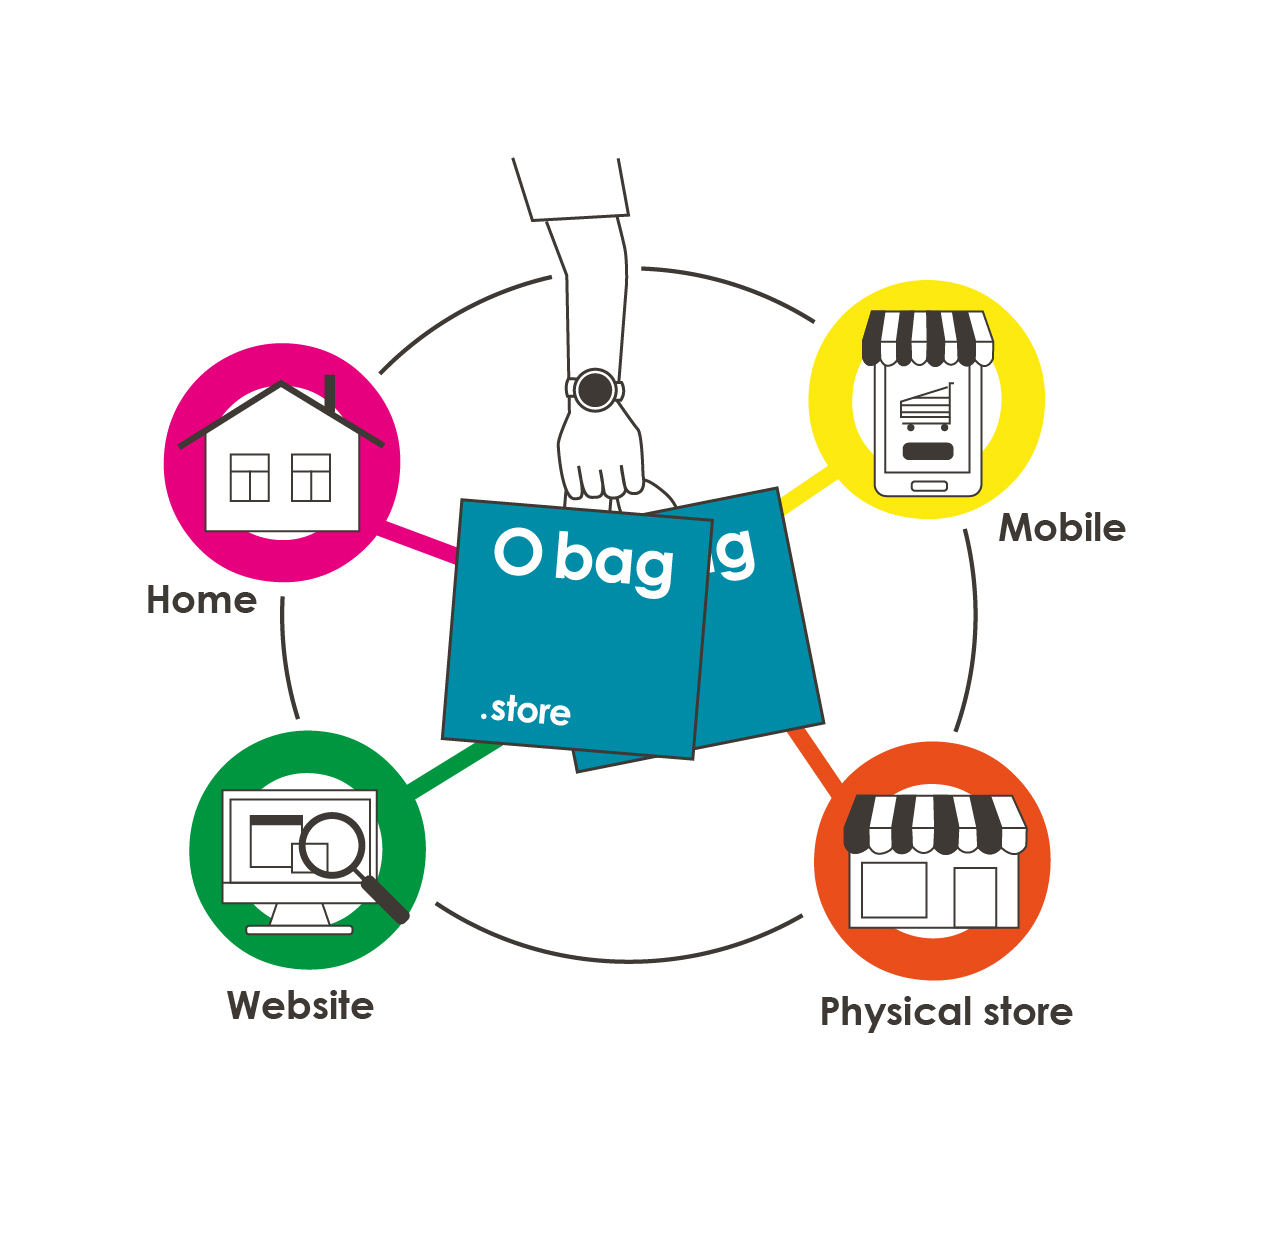 Mobile
O bag
g
Home
.store
Website
Physical store